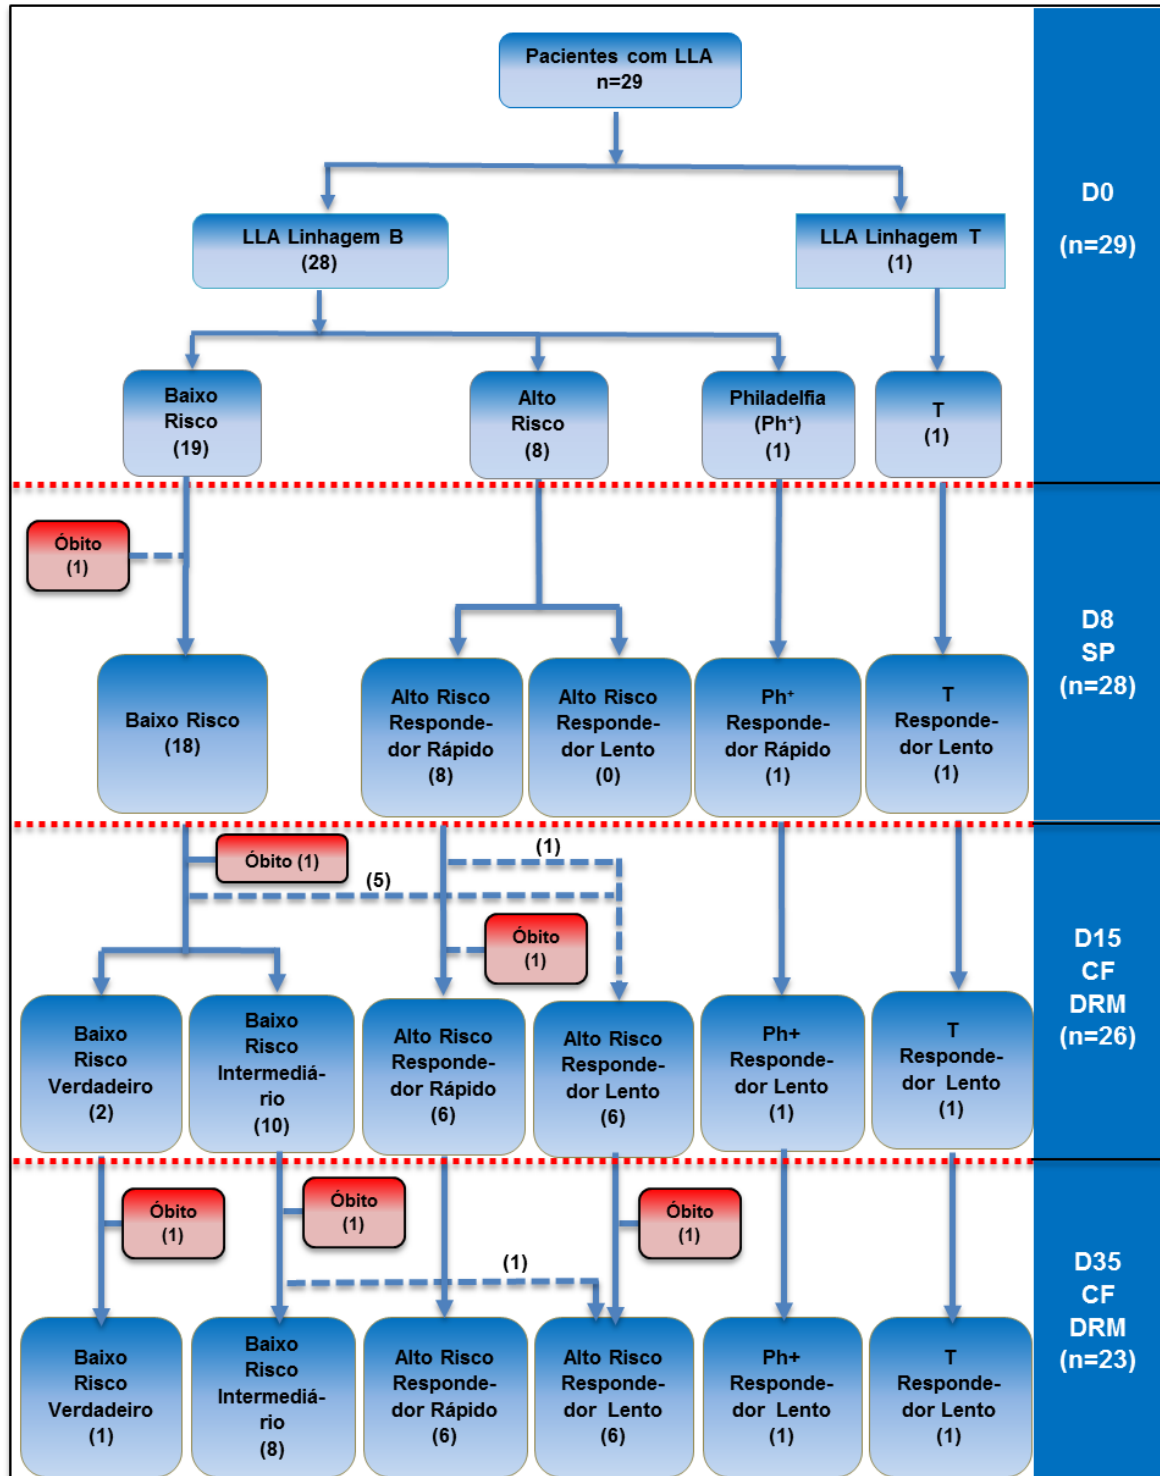 Pacientes com LLA
n=29
D0
(n=29)
LLA Linhagem B
(28)
LLA Linhagem T
(1)
Baixo
Risco
(19)
Alto
Risco
(8)
Philadelfia
(Ph⁺)
(1)
T
(1)
Óbito
(1)
D8
SP
(n=28)
Baixo Risco
(18)
Alto Risco
Responde-
dor Rápido
(8)
Alto Risco
Responde-
dor Lento
(0)
Ph⁺
Responde-
dor Rápido
(1)
T
Responde-
dor Lento
(1)
Óbito (1)
(1)
(5)
Óbito
(1)
D15
CF
DRM
(n=26)
Baixo
Risco
Verdadeiro
(2)
Baixo
Risco
Intermediá-
rio
(10)
Alto Risco
Responde-
dor Rápido
(6)
Alto Risco
Responde-
dor Lento
(6)
Ph+
Responde-
dor Lento
(1)
T
Responde-
dor Lento
(1)
Óbito
(1)
Óbito
(1)
Óbito
(1)
(1)
D35
CF
DRM
(n=23)
Baixo
Risco
Verdadeiro
(1)
Baixo
Risco
Intermediá-
rio
(8)
Alto Risco
Responde-
dor Rápido
(6)
Alto Risco
Responde-
dor Lento
(6)
Ph+
Responde-
dor Lento
(1)
T
Responde-
dor Lento
(1)